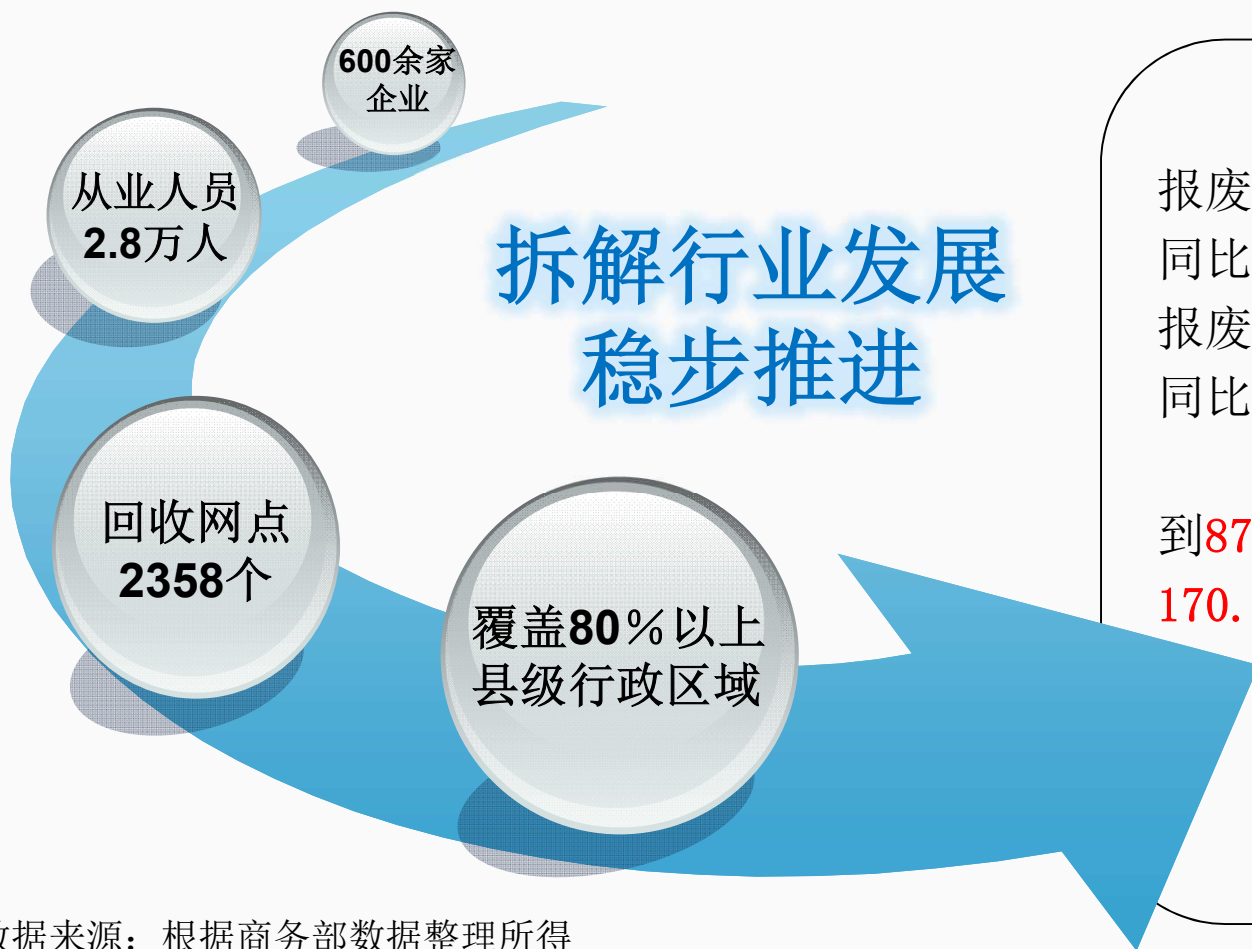 600余家
企业
从业人员
2.8万人
拆解行业发展
稳步推进
回收网点
2358个
覆盖80％以上
县级行政区域
报废
同比
报废
同比
到87
170.
数据来源：根据商务部数据整理所得